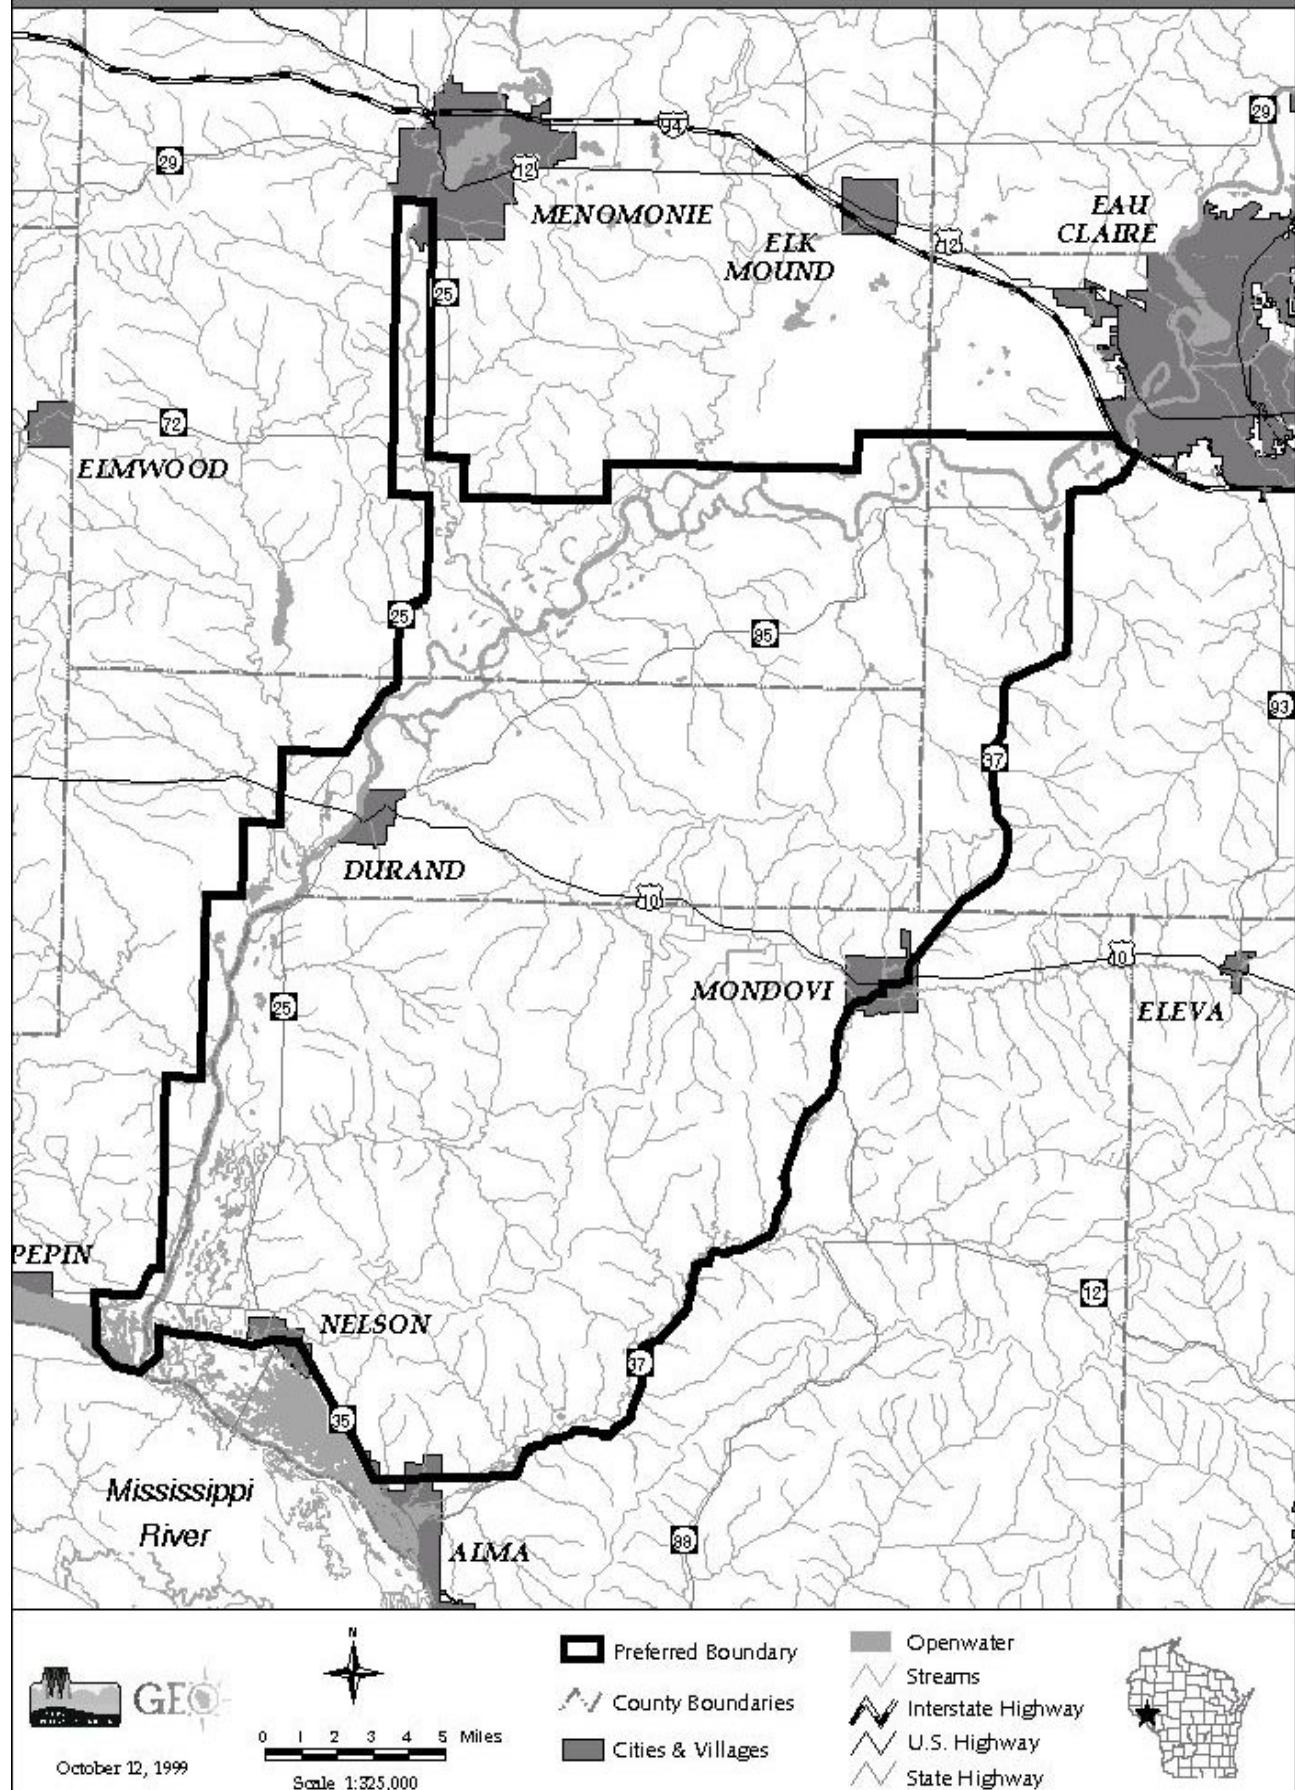 94
29
29
12
MENOMONIE
EAU
CLAIRE
ELK
MOUND
12
25
72
ELMWOOD
25
95
93
37
DURAND
10
MONDOVI
10
ELEVA
25
PEPIN
12
NELSON
37
35
Mississippi
River
ALMA
88
N
GEO
0 1 2 3 4 5 Miles
October 12, 1999
Scale 1:325,000
Preferred Boundary
County Boundaries
Cities & Villages
Openwater
Streams
Interstate Highway
U.S. Highway
State Highway